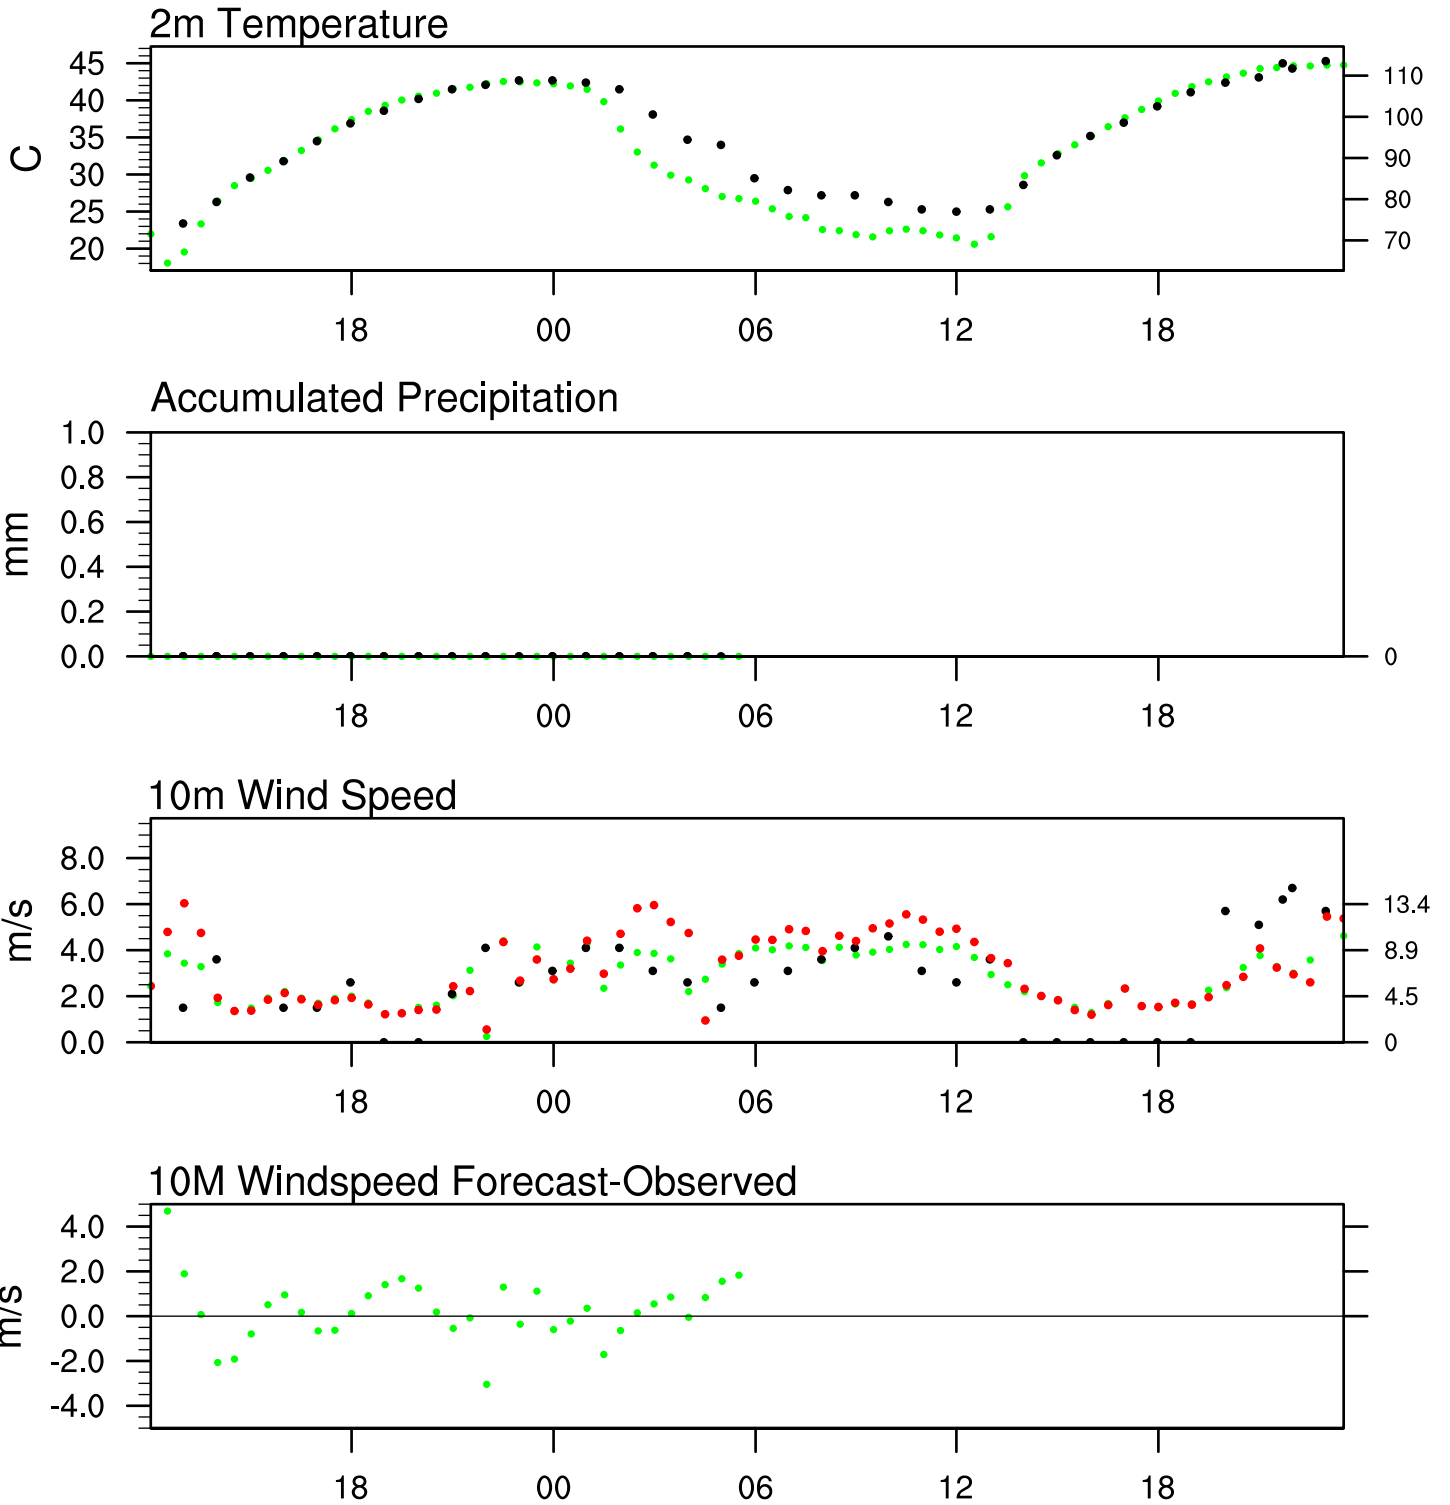 2m Temperature
45
40
35
30
25
20
C
110
100
90
80
70
18 00 06 12 18
Accumulated Precipitation
1.0
0.8
0.6
0.4
0.2
0.0
mm
0
18 00 06 12 18
10m Wind Speed
8.0
6.0
4.0
2.0
0.0
m/s
13.4
8.9
4.5
0
18 00 06 12 18
10M Windspeed Forecast-Observed
4.0
2.0
0.0
-2.0
-4.0
m/s
18 00 06 12 18